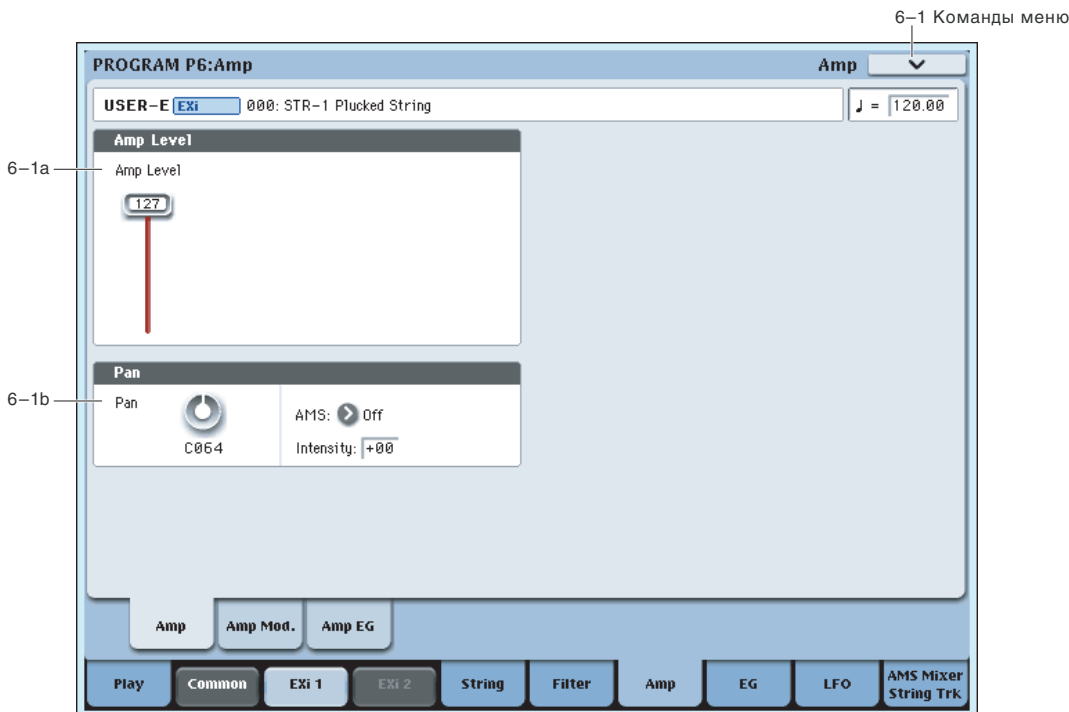 6–1 Команды меню
PROGRAM P6:Amp
Amp
USER–E EXi 000: STR–1 Plucked String
♩ = 120.00
Amp Level
6–1a
Amp Level
127
Pan
6–1b
Pan
C064
AMS: Off
Intensity: +00
Amp
Amp Mod.
Amp EG
Play
Common
EXi 1
EXi 2
String
Filter
Amp
EG
LFO
AMS Mixer
String Trk